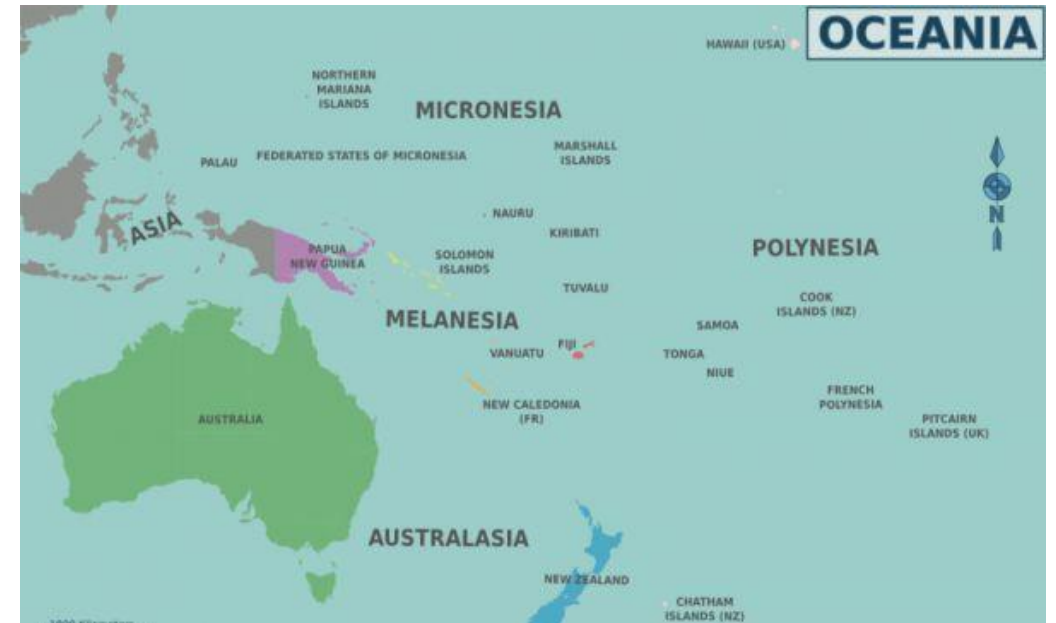 OCEANIA
HAWAII (USA)
NORTHERN
MARIANA
ISLANDS
MICRONESIA
MARSHALL
ISLANDS
FEDERATED STATES OF MICRONESIA
PALAU
N
NAURU
ASIA
KIRIBATI
PAPUA
NEW GUINEA
SOLOMON
ISLANDS
POLYNESIA
TUVALU
COOK
ISLANDS (NZ)
MELANESIA
SAMOA
FIJI
VANUATU
TONGA
NIUE
NEW CALEDONIA
(FR)
FRENCH
POLYNESIA
AUSTRALIA
PITCAIRN
ISLANDS (UK)
AUSTRALASIA
NEW ZEALAND
CHATHAM
ISLANDS (NZ)